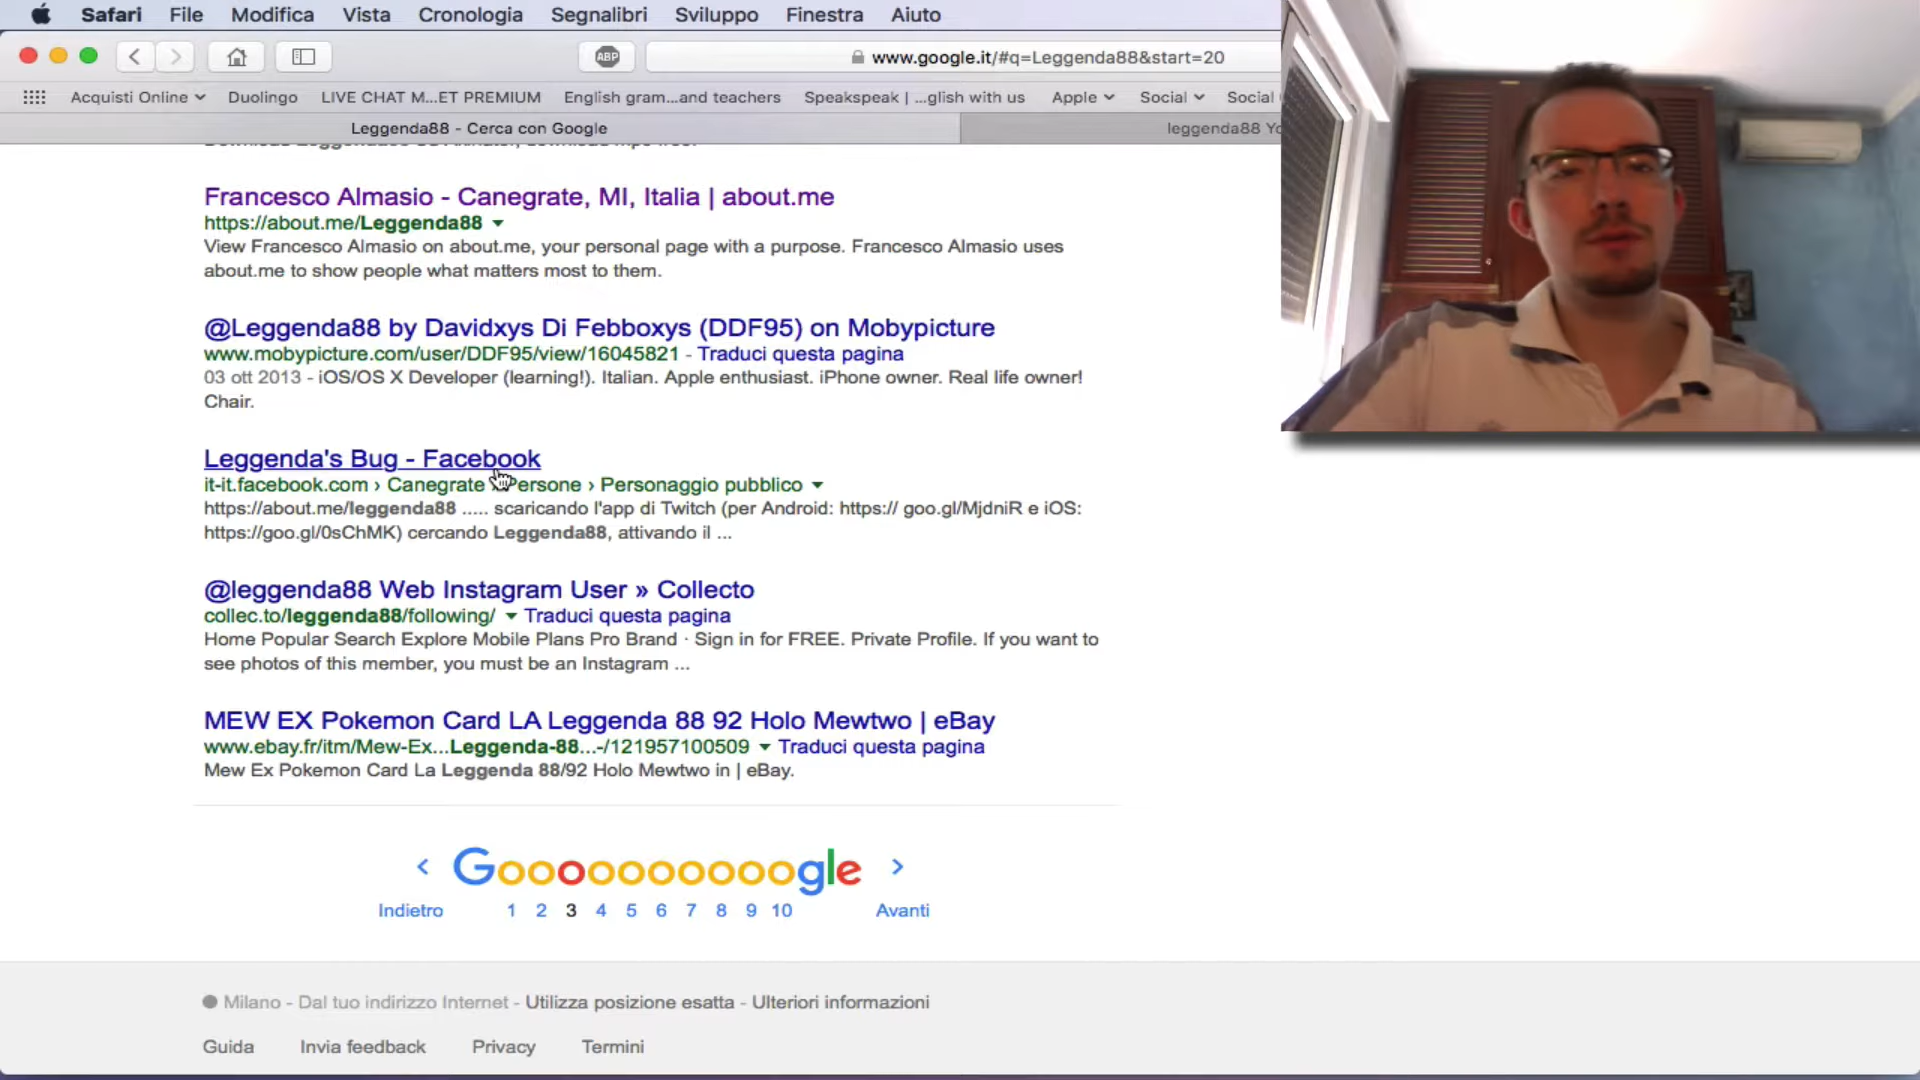 Safari File Modifica Vista Cronologia Segnalibri Sviluppo Finestra Aiuto
ABP www.google.it/#q=Leggenda88&start=20
Acquisti Online Duolingo LIVE CHAT M...ET PREMIUM English gram...and teachers Speakspeak | ...glish with us Apple Social Social
Leggenda88 - Cerca con Google leggenda88
Francesco Almasio - Canegrate, MI, Italia | about.me
https://about.me/Leggenda88
View Francesco Almasio on about.me, your personal page with a purpose. Francesco Almasio uses
about.me to show people what matters most to them.
@Leggenda88 by Davidxys Di Febboxys (DDF95) on Mobypicture
www.mobypicture.com/user/DDF95/view/16045821 - Traduci questa pagina
03 ott 2013 - iOS/OS X Developer (learning!). Italian. Apple enthusiast. iPhone owner. Real life owner!
Chair.
Leggenda's Bug - Facebook
it-it.facebook.com › Canegrate › Persone › Personaggio pubblico
https://about.me/leggenda88 ..... scaricando l'app di Twitch (per Android: https:// goo.gl/MjdniR e iOS:
https://goo.gl/0sChMK) cercando Leggenda88, attivando il ...
@leggenda88 Web Instagram User » Collecto
collec.to/leggenda88/following/ Traduci questa pagina
Home Popular Search Explore Mobile Plans Pro Brand · Sign in for FREE. Private Profile. If you want to
see photos of this member, you must be an Instagram ...
MEW EX Pokemon Card LA Leggenda 88 92 Holo Mewtwo | eBay
www.ebay.fr/itm/Mew-Ex...Leggenda-88...-/121957100509 Traduci questa pagina
Mew Ex Pokemon Card La Leggenda 88/92 Holo Mewtwo in | eBay.
< Goooooooooogle >
Indietro 1 2 3 4 5 6 7 8 9 10 Avanti
Milano - Dal tuo indirizzo Internet - Utilizza posizione esatta - Ulteriori informazioni
Guida Invia feedback Privacy Termini